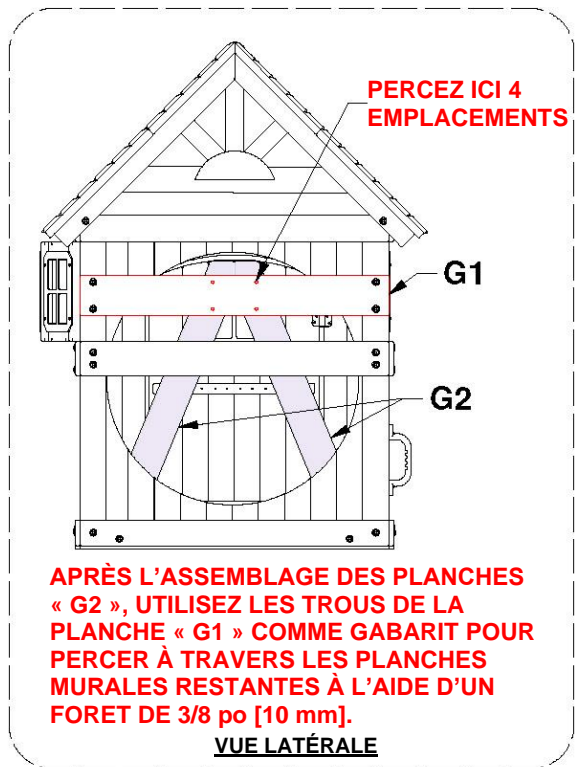 PERCEZ ICI 4
EMPLACEMENTS
G1
G2
APRÈS L’ASSEMBLAGE DES PLANCHES
« G2 », UTILISEZ LES TROUS DE LA
PLANCHE « G1 » COMME GABARIT POUR
PERCER À TRAVERS LES PLANCHES
MURALES RESTANTES À L’AIDE D’UN
FORET DE 3/8 po [10 mm].
VUE LATÉRALE